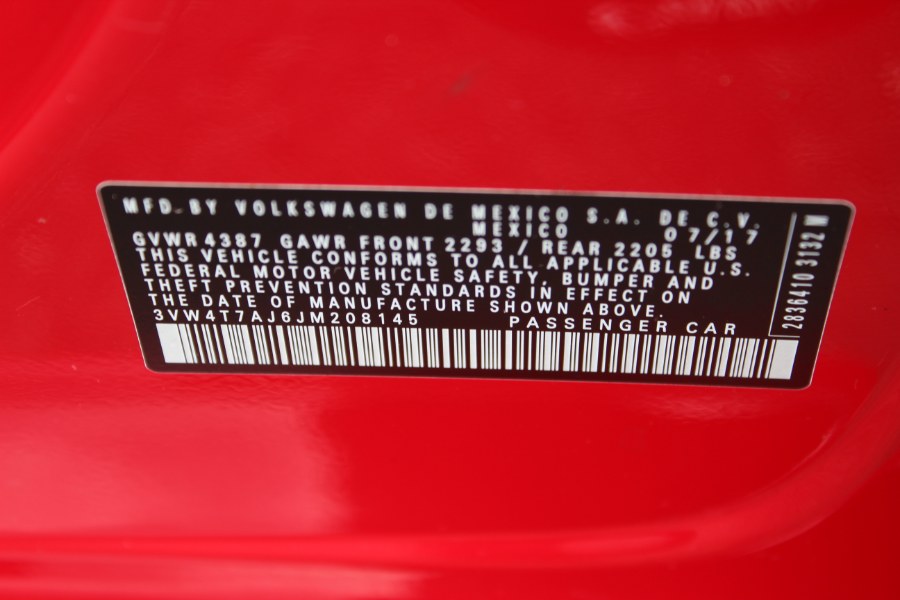 MFD. BY VOLKSWAGEN DE MEXICO S.A. DE C.V.
MEXICO 07/17
GVWR 4387 GAWR FRONT 2293 / REAR 2205 LBS
THIS VEHICLE CONFORMS TO ALL APPLICABLE U.S.
FEDERAL MOTOR VEHICLE SAFETY, BUMPER AND
THEFT PREVENTION STANDARDS IN EFFECT ON
THE DATE OF MANUFACTURE SHOWN ABOVE.
3VW4T7AJ6JM208145 PASSENGER CAR
2836410 3132 W